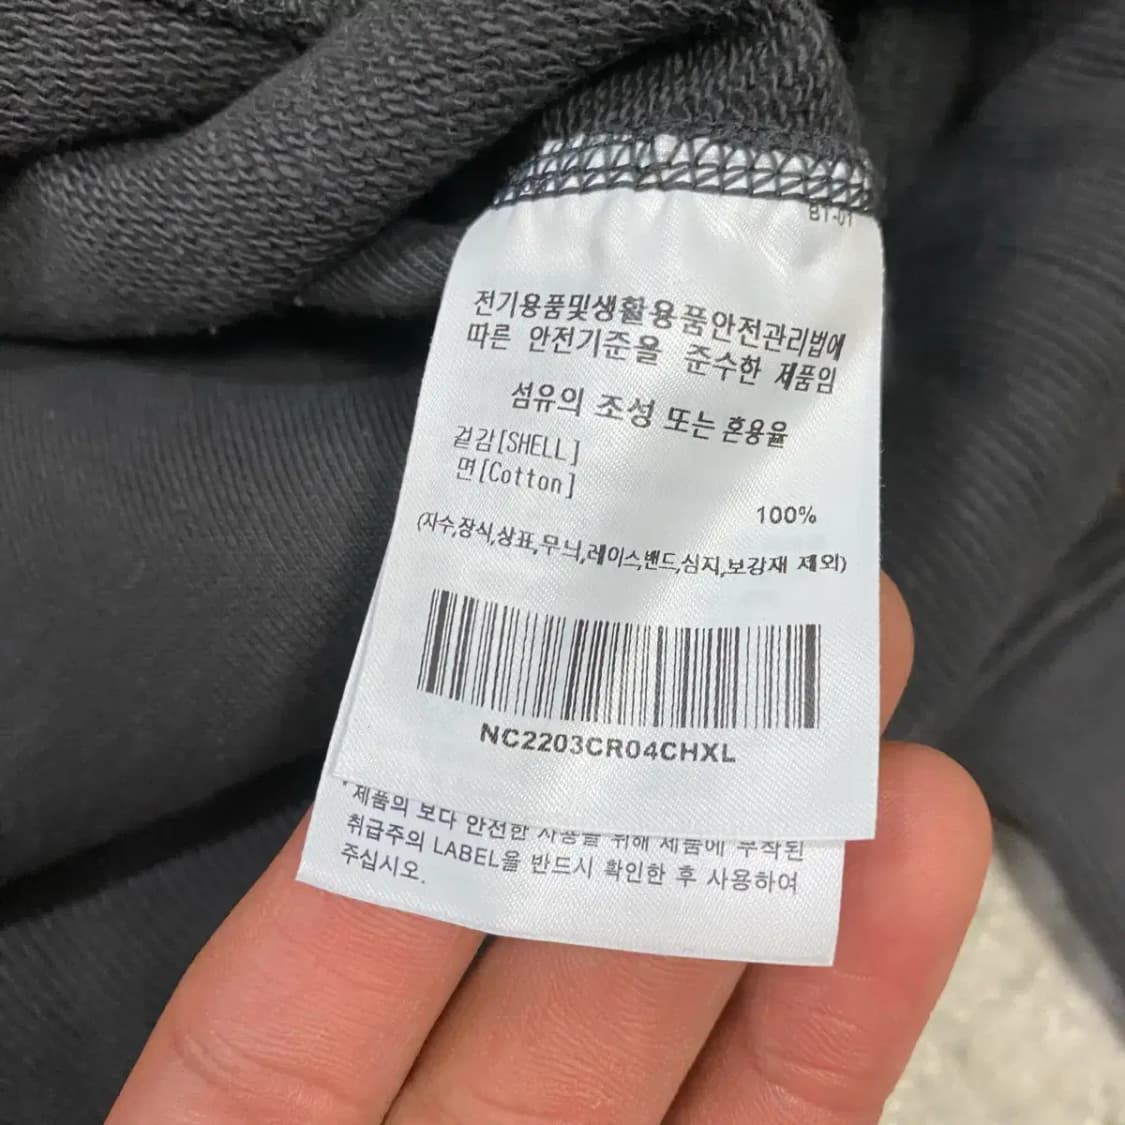 BT-01
전기용품및생활용품안전관리법에
따른 안전기준을 준수한 제품임
섬유의 조성 또는 혼용율
겉감[SHELL]
면[Cotton]
100%
(자수,장식,상표,무늬,레이스,밴드,심지,보강재 제외)
NC2203CR04CHXL
*제품의 보다 안전한 사용을 위해 제품에 부착된
취급주의 LABEL을 반드시 확인한 후 사용하여
주십시오.